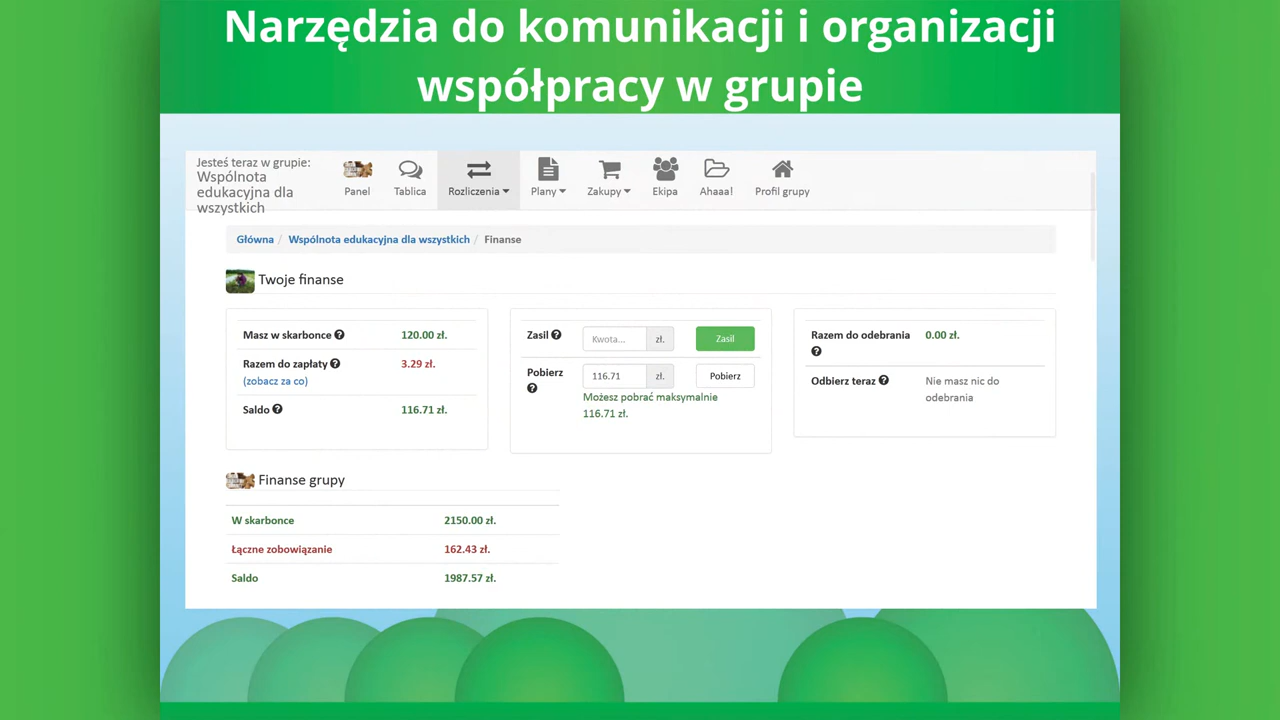 Narzędzia do komunikacji i organizacji
współpracy w grupie
Jesteś teraz w grupie:
Wspólnota
edukacyjna dla
wszystkich
Panel
Tablica
Rozliczenia
Plany
Zakupy
Ekipa
Ahaaa!
Profil grupy
Główna / Wspólnota edukacyjna dla wszystkich / Finanse
Twoje finanse
Masz w skarbonce 120.00 zł.
Razem do zapłaty 3.29 zł.
(zobacz za co)
Saldo 116.71 zł.
Zasil Kwota... zł. Zasil
Pobierz 116.71 zł. Pobierz
Możesz pobrać maksymalnie
116.71 zł.
Razem do odebrania 0.00 zł.
Odbierz teraz Nie masz nic do
odebrania
Finanse grupy
W skarbonce 2150.00 zł.
Łączne zobowiązanie 162.43 zł.
Saldo 1987.57 zł.